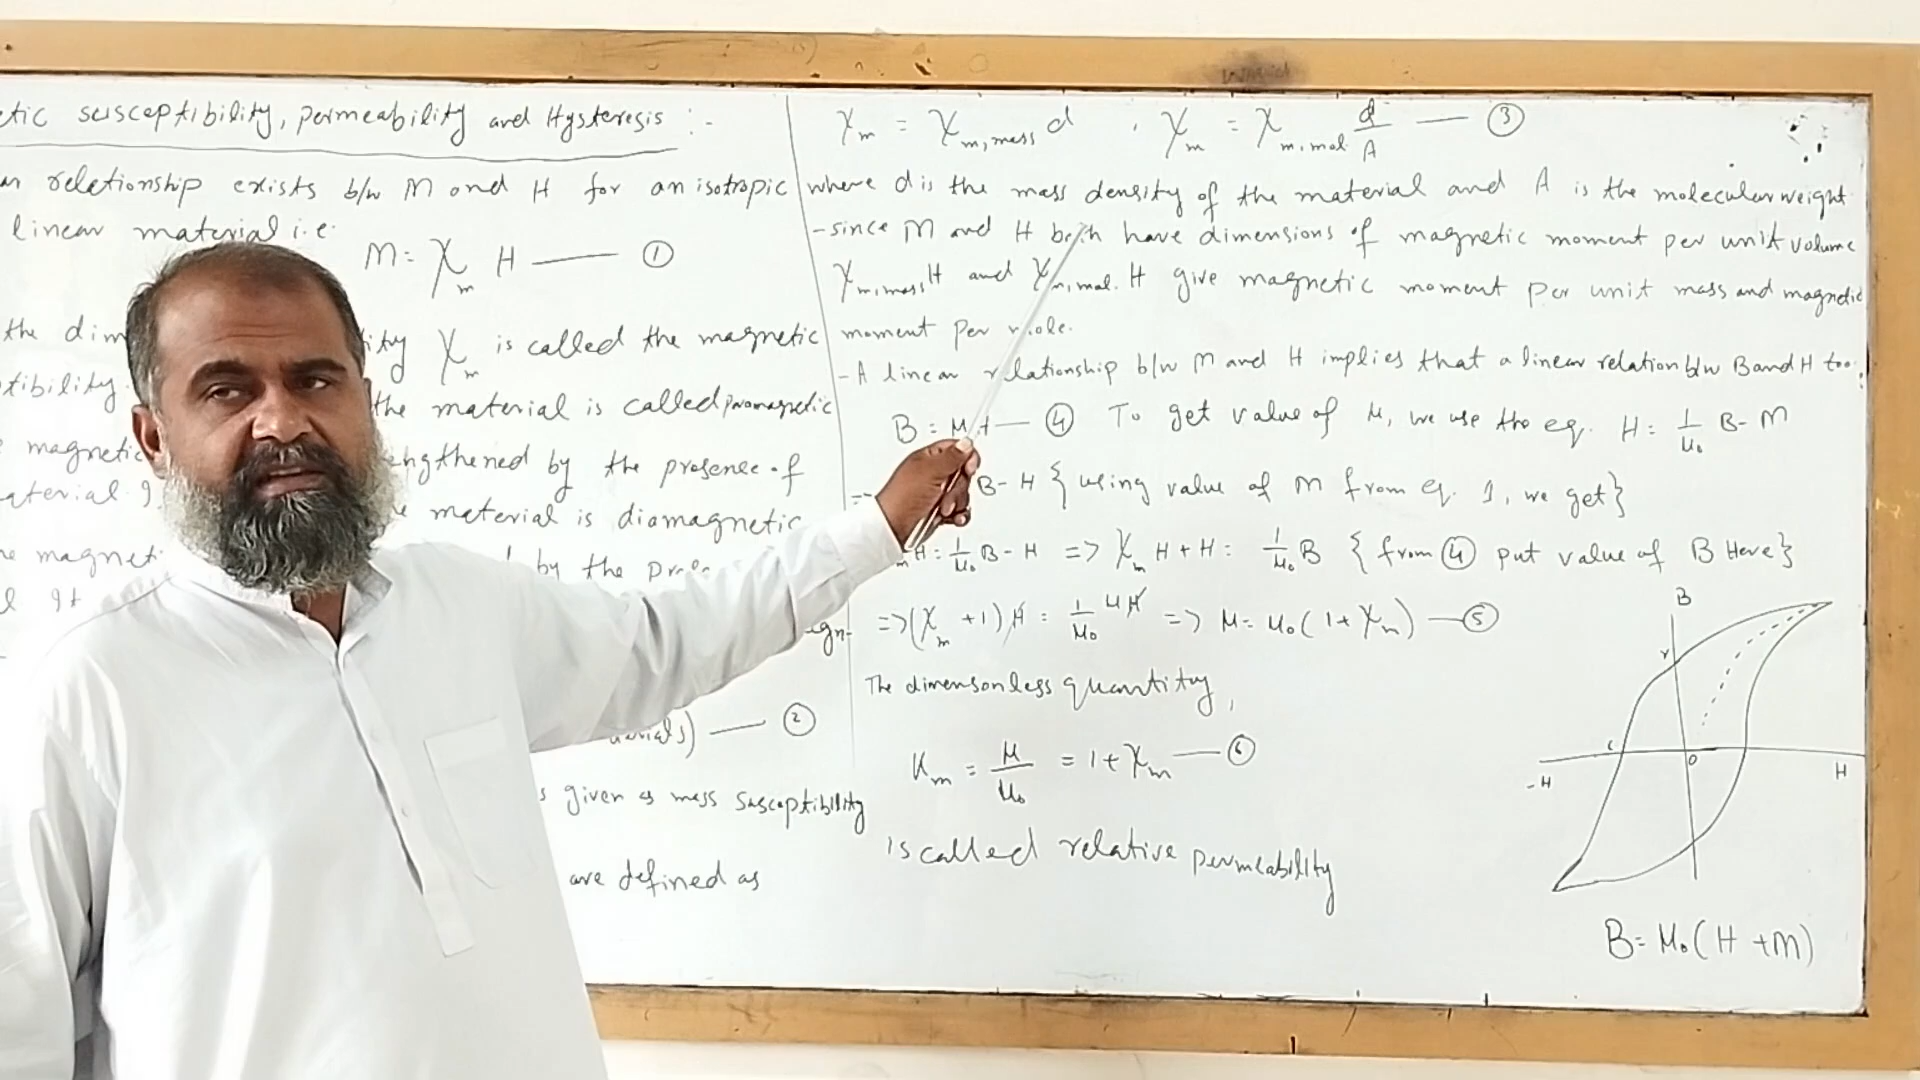 etic susceptibility, permeability and Hysteresis :-
relationship exists b/w M and H for an isotropic
linear material i.e.
M = χm H —— ①
the dim ity χm is called the magnetic
tibility. the material is called paramagnetic
magnetic engthened by the presence of
aterial. material is diamagnetic
magnet by the
s given as mass susceptibility
are defined as
—— ②
χm = χm,mass d , χm = χm,mol d/A —— ③
where d is the mass density of the material and A is the molecular weight
- since M and H both have dimensions of magnetic moment per unit volume
χm,mass H and χm,mol. H give magnetic moment per unit mass and magnetic
moment per mole.
- A linear relationship b/w M and H implies that a linear relation b/w B and H too.
B = μH —— ④ To get value of μ, we use the eq. H = 1/μ₀ B - M
=> B - H {using value of M from eq. 1, we get}
H = 1/μ₀ B - H => χm H + H = 1/μ₀ B {from ④ put value of B Here}
=> (χm + 1) H = 1/μ₀ μH => μ = μ₀ (1 + χm) —— ⑤
The dimensonless quantity,
Km = μ/μ₀ = 1 + χm —— ⑥
is called relative permeability
B
r
c
O
-H
H
B = μ₀ (H + M)